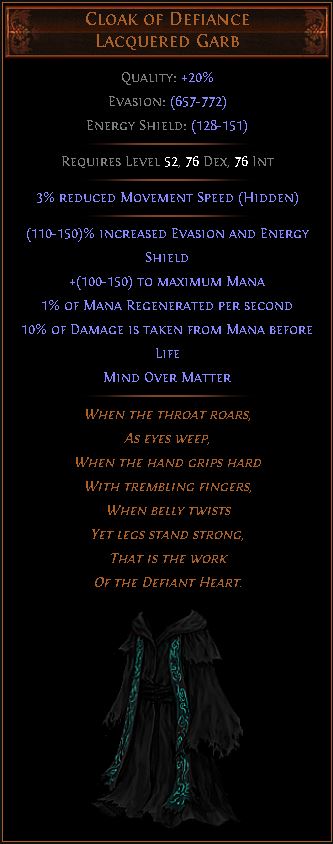 Cloak of Defiance
Lacquered Garb
Quality: +20%
Evasion: (657-772)
Energy Shield: (128-151)
Requires Level 52, 76 Dex, 76 Int
3% reduced Movement Speed (Hidden)
(110-150)% increased Evasion and Energy
Shield
+(100-150) to maximum Mana
1% of Mana Regenerated per second
10% of Damage is taken from Mana before
Life
Mind Over Matter
When the throat roars,
As eyes weep,
When the hand grips hard
With trembling fingers,
When belly twists
Yet legs stand strong,
That is the work
Of the Defiant Heart.